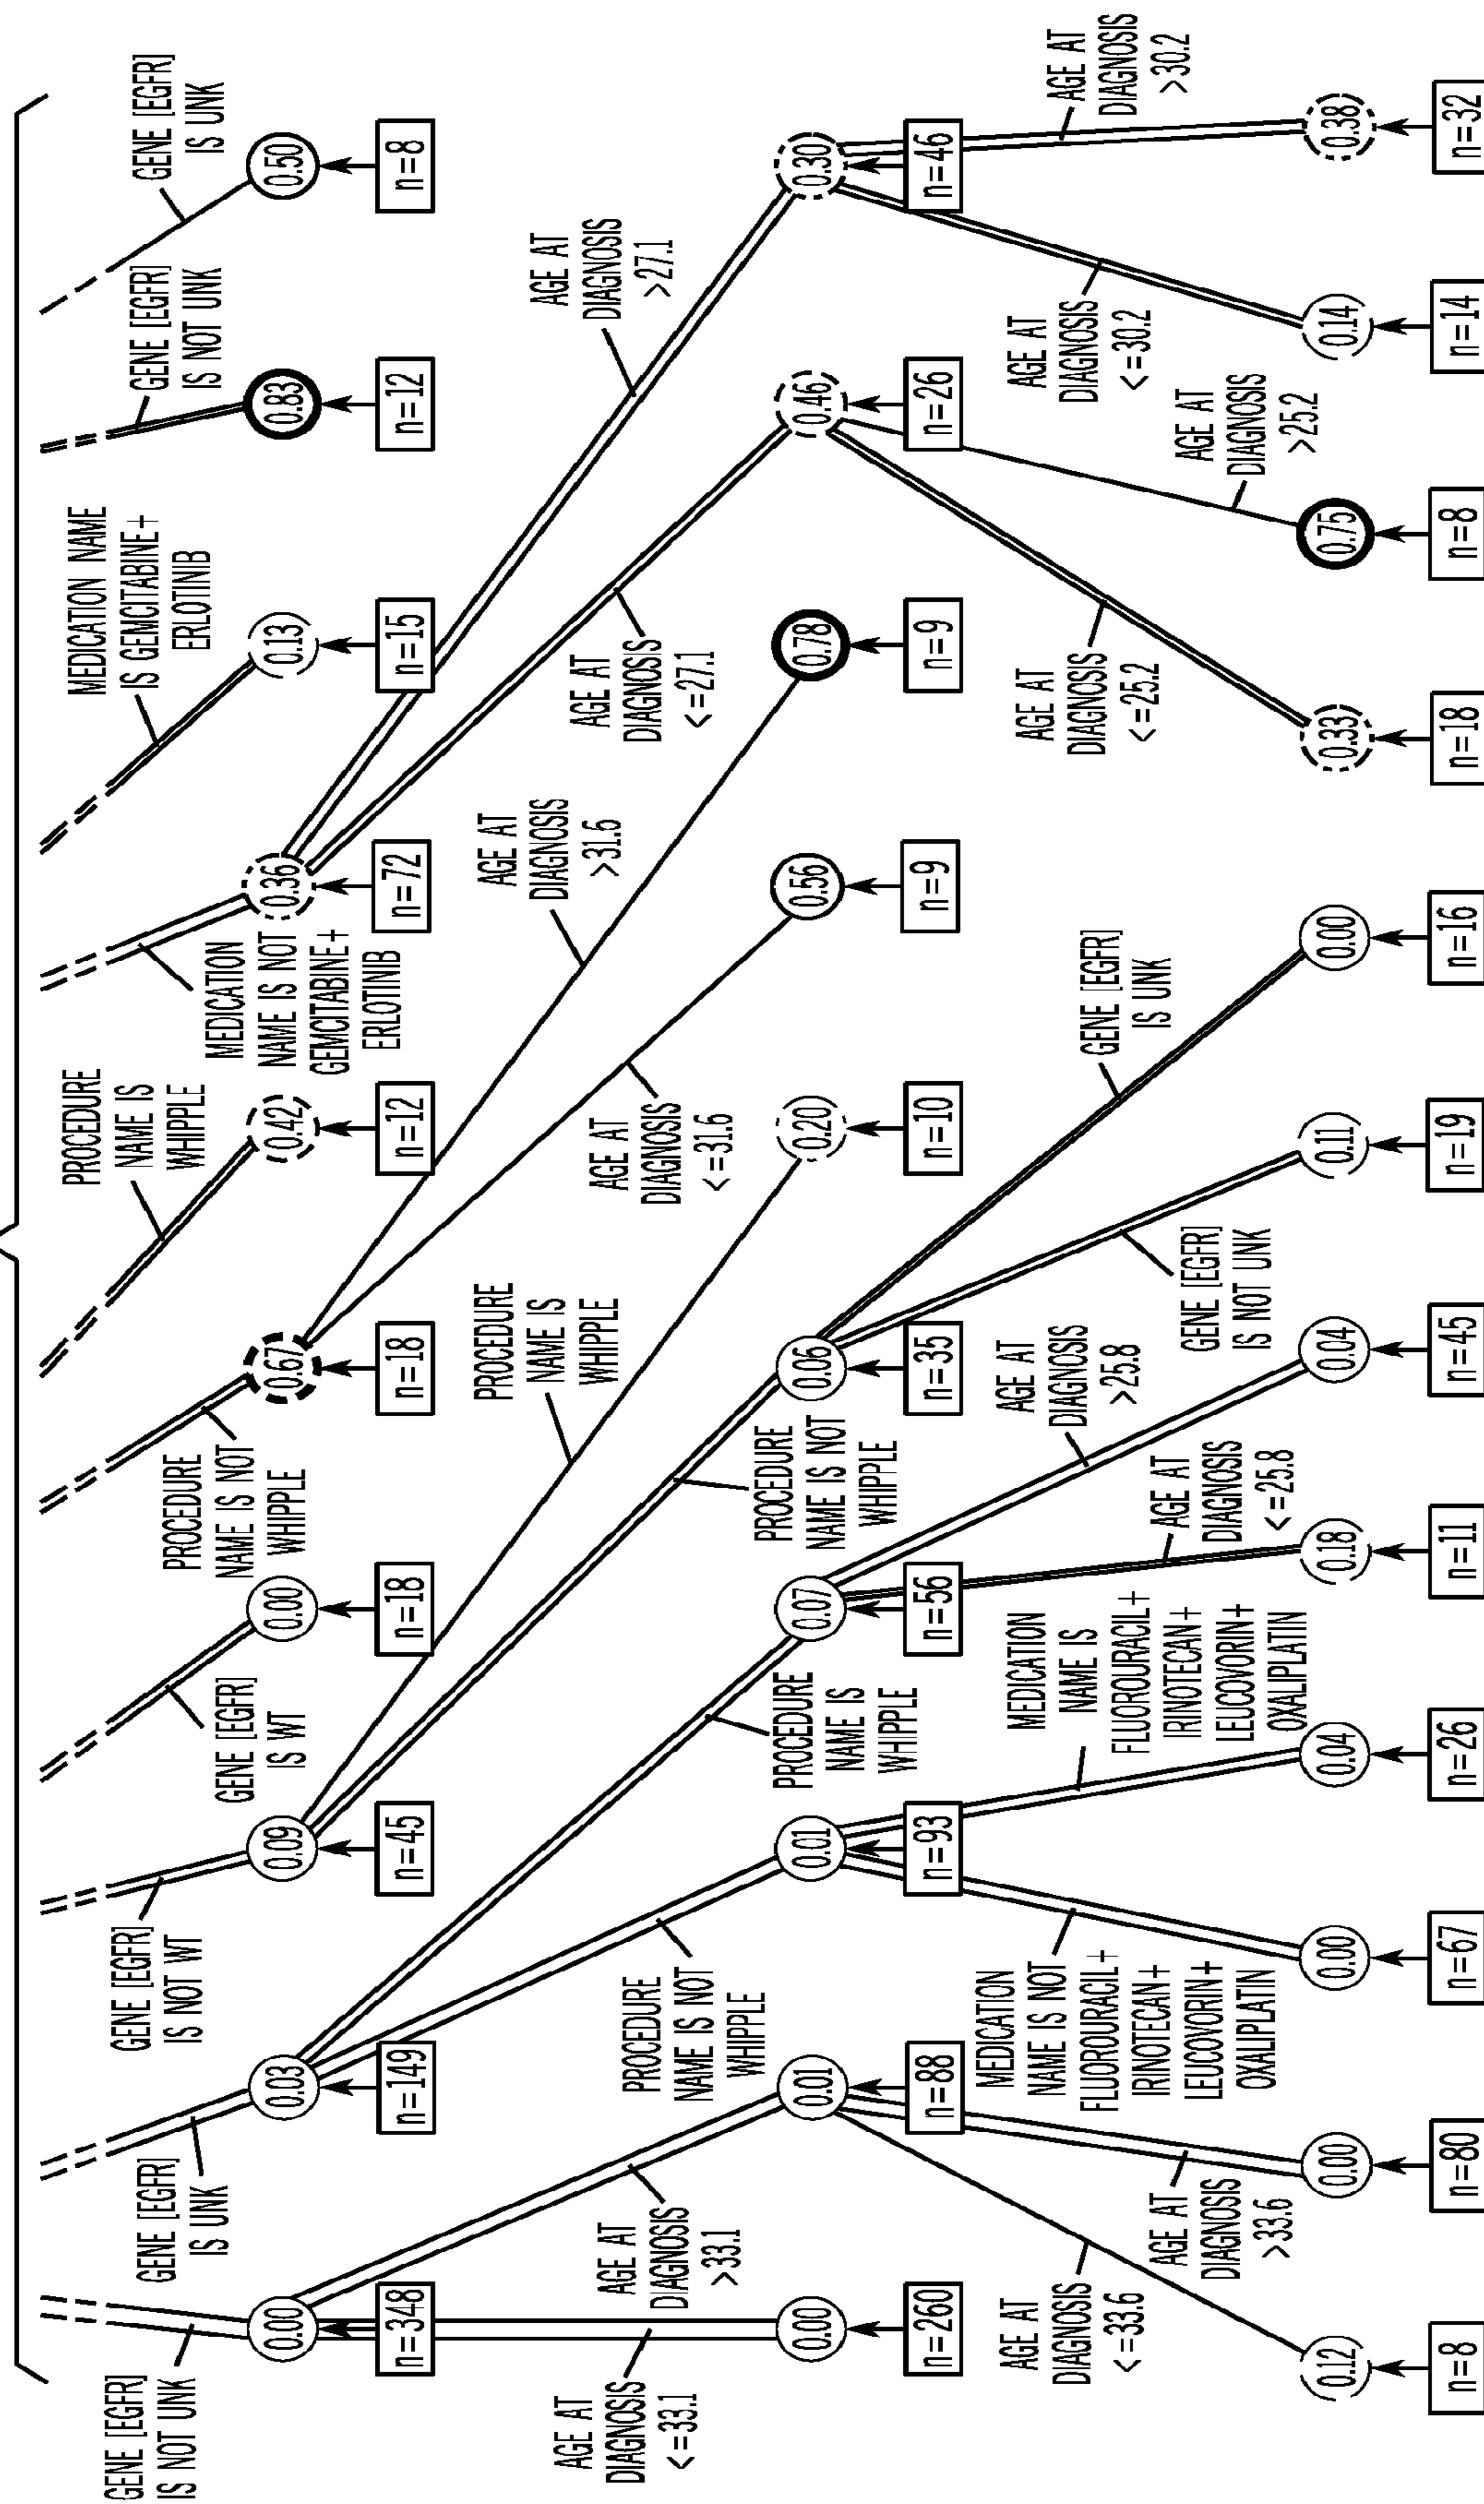 GENE [EGFR]
IS NOT UNK
0.00
n=348
GENE [EGFR]
IS UNK
0.03
n=149
GENE [EGFR]
IS NOT WT
0.09
n=45
GENE [EGFR]
IS WT
0.00
n=18
PROCEDURE
NAME IS NOT
WHIPPLE
0.67
n=18
PROCEDURE
NAME IS
WHIPPLE
0.42
n=12
MEDICATION
NAME IS NOT
GEMCITABINE+
ERLOTINIB
0.36
n=72
MEDICATION NAME
IS GEMCITABINE+
ERLOTINIB
0.13
n=15
GENE [EGFR]
IS NOT UNK
0.83
n=12
GENE [EGFR]
IS UNK
0.50
n=8
AGE AT
DIAGNOSIS
<=33.1
0.00
n=260
AGE AT
DIAGNOSIS
>33.1
0.01
n=88
PROCEDURE
NAME IS NOT
WHIPPLE
0.01
n=93
PROCEDURE
NAME IS
WHIPPLE
0.07
n=56
PROCEDURE
NAME IS NOT
WHIPPLE
0.06
n=35
PROCEDURE
NAME IS
WHIPPLE
0.20
n=10
AGE AT
DIAGNOSIS
<=31.6
0.56
n=9
AGE AT
DIAGNOSIS
>31.6
0.78
n=9
AGE AT
DIAGNOSIS
<=27.1
0.46
n=26
AGE AT
DIAGNOSIS
>27.1
0.30
n=46
AGE AT
DIAGNOSIS
<=33.6
0.12
n=8
AGE AT
DIAGNOSIS
>33.6
0.00
n=80
MEDICATION
NAME IS NOT
FLUOROURACIL+
IRINOTECAN+
LEUCOVORIN+
OXALIPLATIN
0.00
n=67
MEDICATION
NAME IS
FLUOROURACIL+
IRINOTECAN+
LEUCOVORIN+
OXALIPLATIN
0.04
n=26
AGE AT
DIAGNOSIS
<=25.8
0.18
n=11
AGE AT
DIAGNOSIS
>25.8
0.04
n=45
GENE [EGFR]
IS NOT UNK
0.11
n=19
GENE [EGFR]
IS UNK
0.00
n=16
AGE AT
DIAGNOSIS
<=25.2
0.33
n=18
AGE AT
DIAGNOSIS
>25.2
0.75
n=8
AGE AT
DIAGNOSIS
<=30.2
0.14
n=14
AGE AT
DIAGNOSIS
>30.2
0.38
n=32